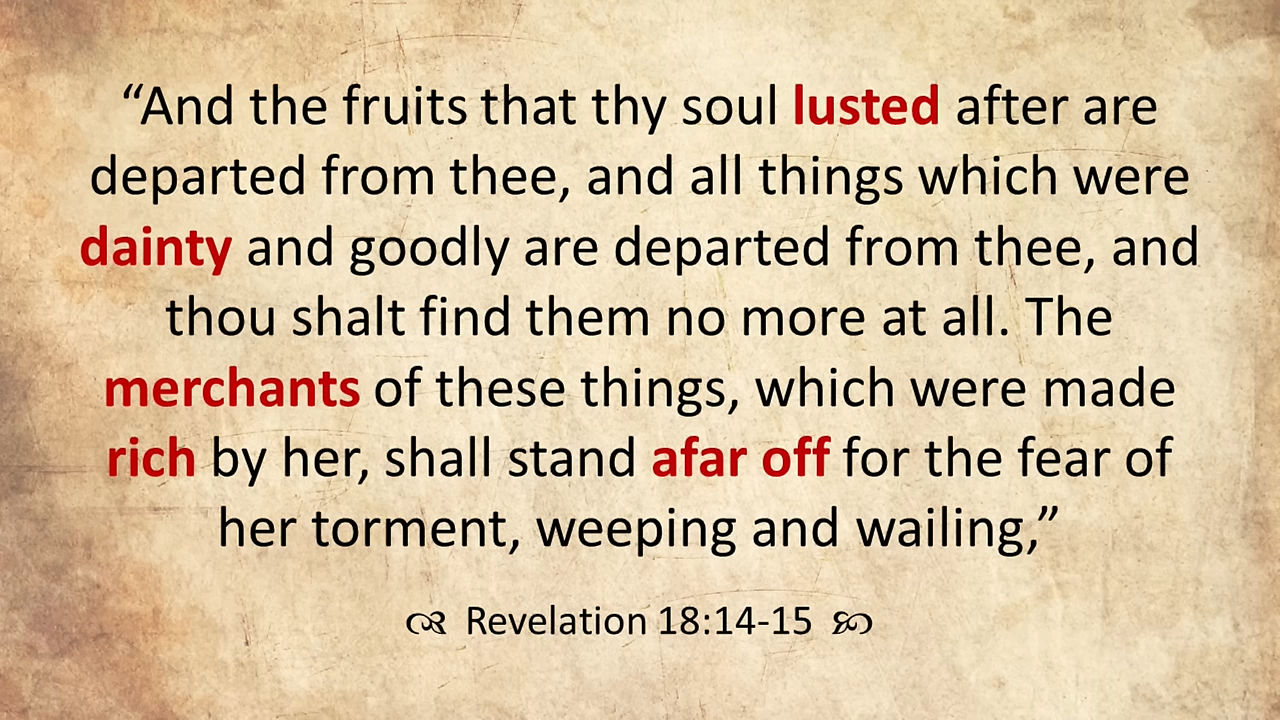 “And the fruits that thy soul lusted after are
departed from thee, and all things which were
dainty and goodly are departed from thee, and
thou shalt find them no more at all. The
merchants of these things, which were made
rich by her, shall stand afar off for the fear of
her torment, weeping and wailing,”
Revelation 18:14-15